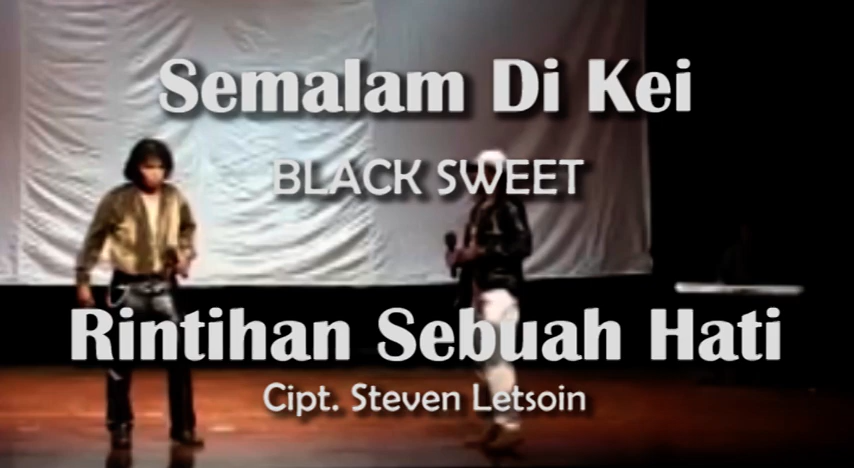 Semalam Di Kei
BLACK SWEET
Rintihan Sebuah Hati
Cipt. Steven Letsoin